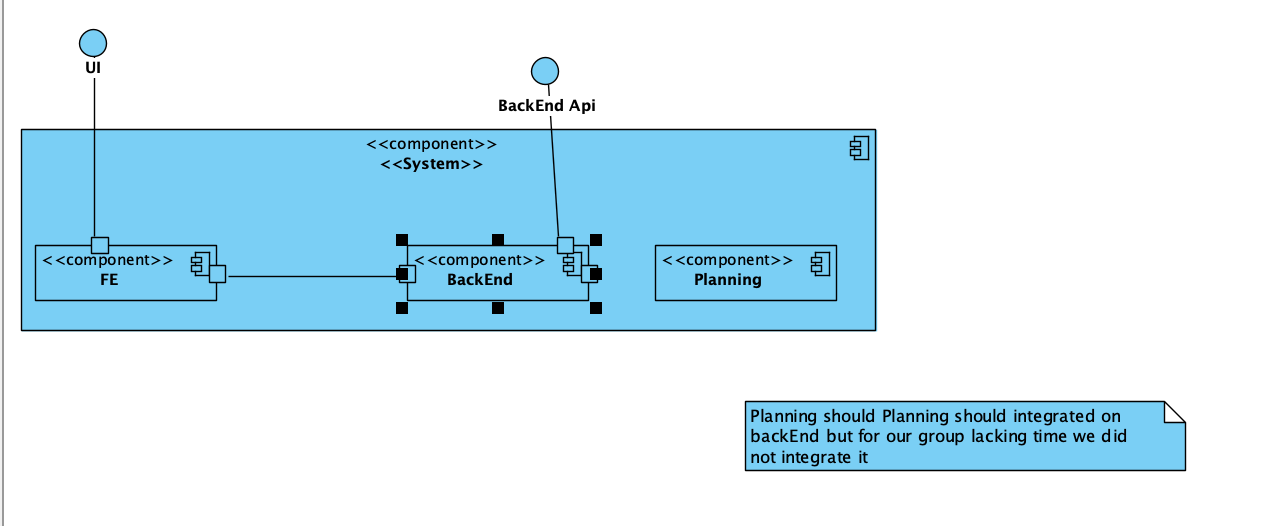 UI
BackEnd Api
<<component>>
<<System>>
<<component>>
FE
<<component>>
BackEnd
<<component>>
Planning
Planning should Planning should integrated on
backEnd but for our group lacking time we did
not integrate it